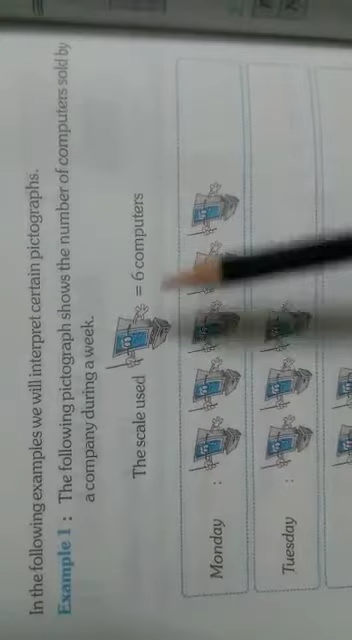 In the following examples we will interpret certain pictographs.
Example 1 : The following pictograph shows the number of computers sold by
a company during a week.
The scale used = 6 computers
Monday :
Tuesday :